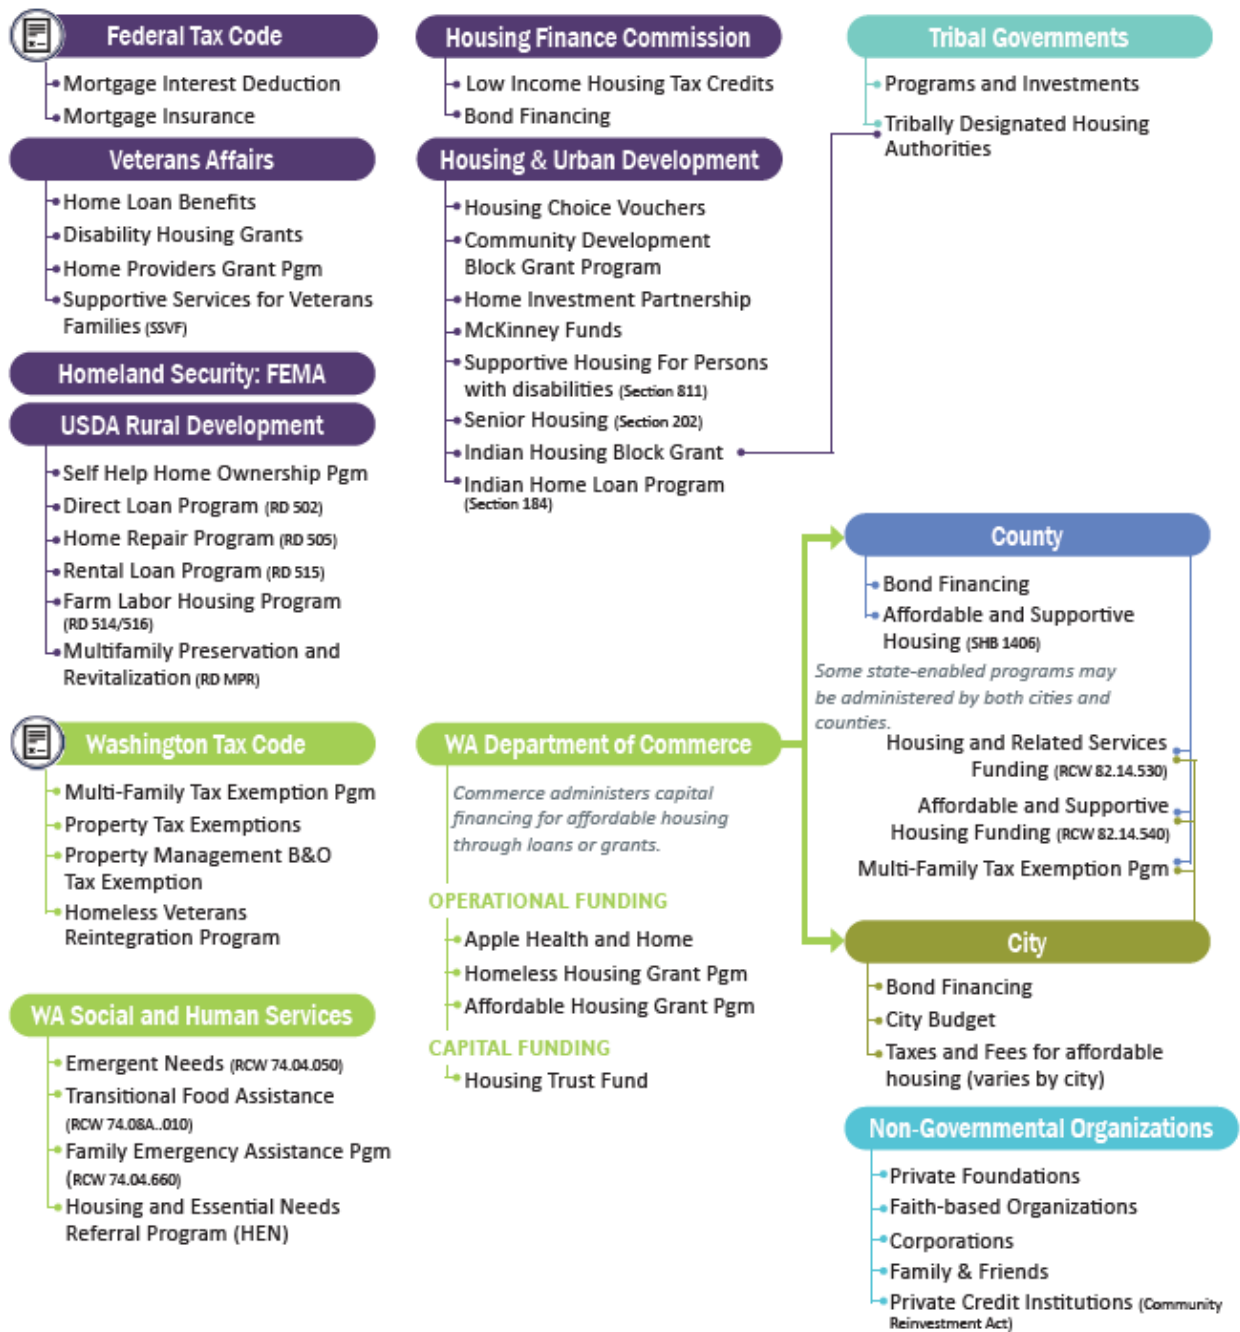 Federal Tax Code
Mortgage Interest Deduction
Mortgage Insurance
Veterans Affairs
Home Loan Benefits
Disability Housing Grants
Home Providers Grant Pgm
Supportive Services for Veterans
Families (SSVF)
Homeland Security: FEMA
USDA Rural Development
Self Help Home Ownership Pgm
Direct Loan Program (RD 502)
Home Repair Program (RD 505)
Rental Loan Program (RD 515)
Farm Labor Housing Program
(RD 514/516)
Multifamily Preservation and
Revitalization (RD MPR)
Washington Tax Code
Multi-Family Tax Exemption Pgm
Property Tax Exemptions
Property Management B&O
Tax Exemption
Homeless Veterans
Reintegration Program
WA Social and Human Services
Emergent Needs (RCW 74.04.050)
Transitional Food Assistance
(RCW 74.08A..010)
Family Emergency Assistance Pgm
(RCW 74.04.660)
Housing and Essential Needs
Referral Program (HEN)
Housing Finance Commission
Low Income Housing Tax Credits
Bond Financing
Housing & Urban Development
Housing Choice Vouchers
Community Development
Block Grant Program
Home Investment Partnership
McKinney Funds
Supportive Housing For Persons
with disabilities (Section 811)
Senior Housing (Section 202)
Indian Housing Block Grant
Indian Home Loan Program
(Section 184)
WA Department of Commerce
Commerce administers capital
financing for affordable housing
through loans or grants.
OPERATIONAL FUNDING
Apple Health and Home
Homeless Housing Grant Pgm
Affordable Housing Grant Pgm
CAPITAL FUNDING
Housing Trust Fund
Tribal Governments
Programs and Investments
Tribally Designated Housing
Authorities
County
Bond Financing
Affordable and Supportive
Housing (SHB 1406)
Some state-enabled programs may
be administered by both cities and
counties.
Housing and Related Services
Funding (RCW 82.14.530)
Affordable and Supportive
Housing Funding (RCW 82.14.540)
Multi-Family Tax Exemption Pgm
City
Bond Financing
City Budget
Taxes and Fees for affordable
housing (varies by city)
Non-Governmental Organizations
Private Foundations
Faith-based Organizations
Corporations
Family & Friends
Private Credit Institutions (Community
Reinvestment Act)